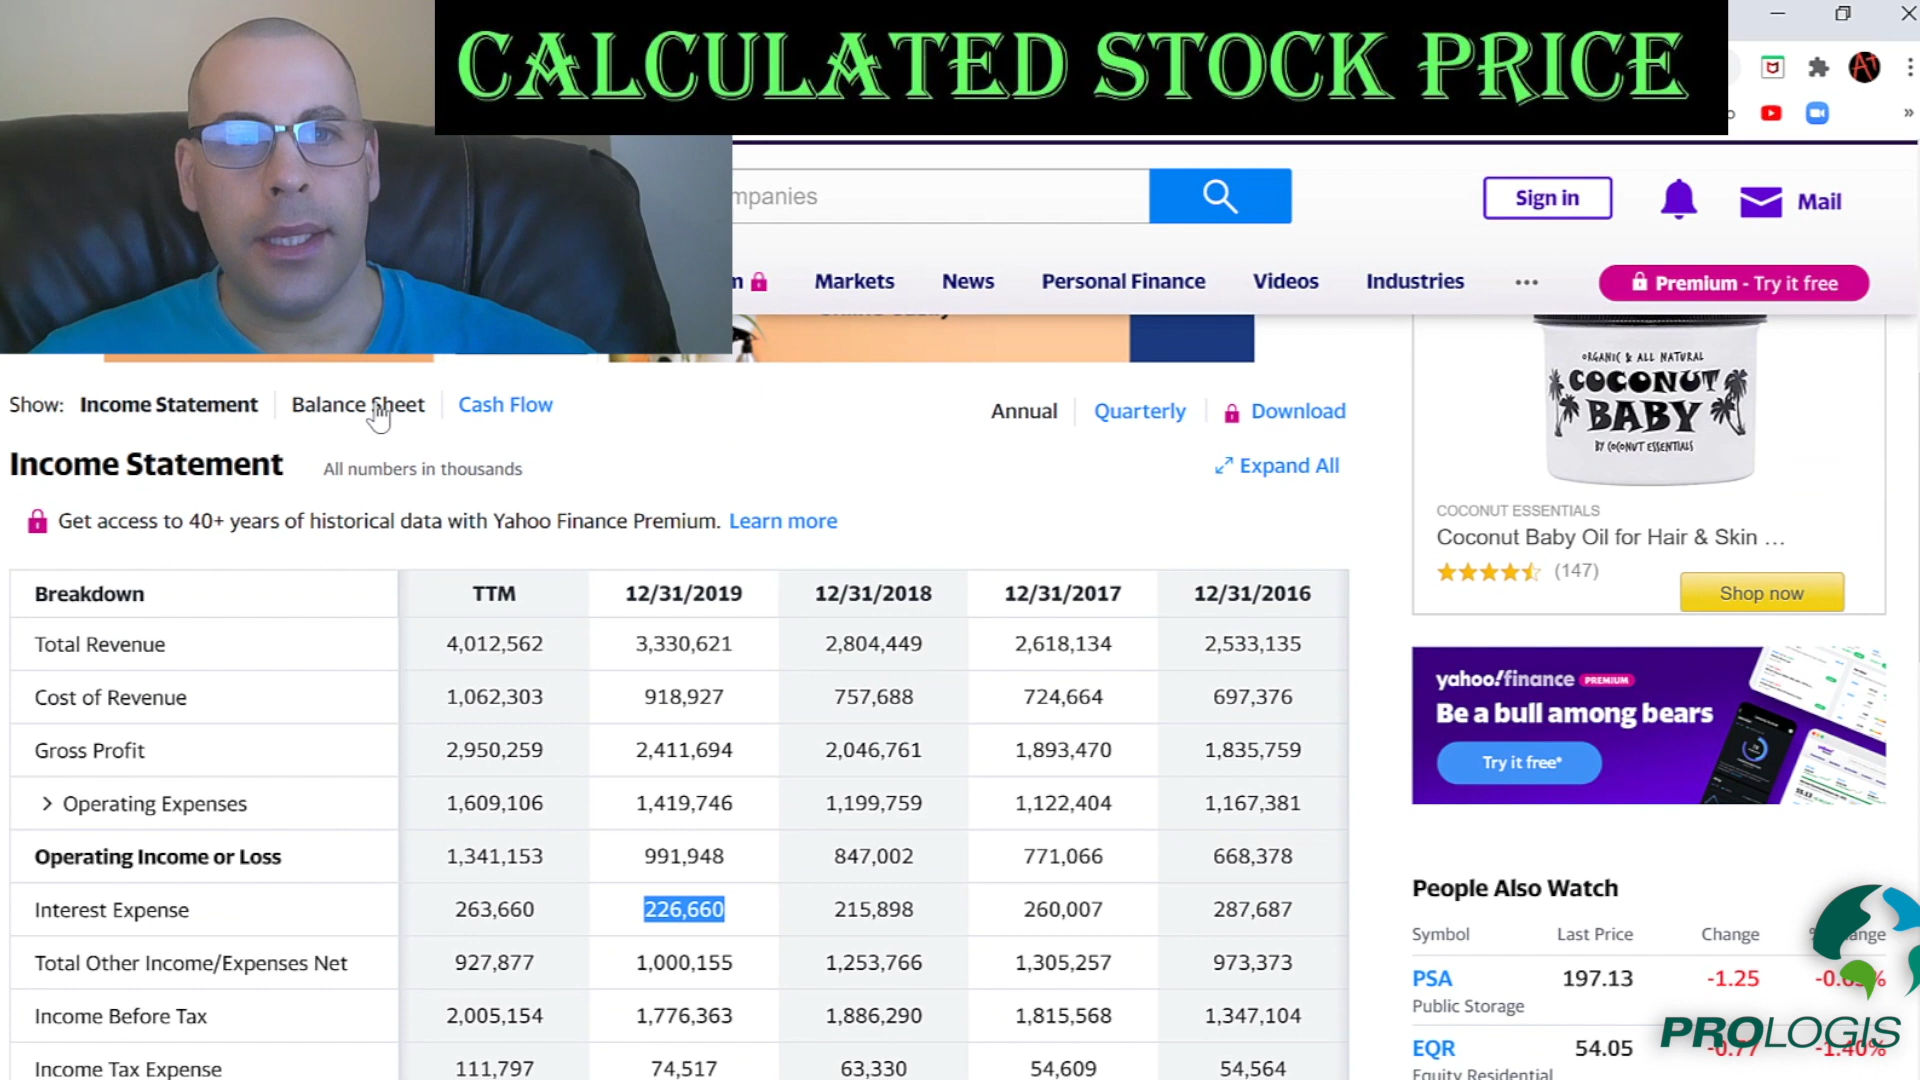 CALCULATED STOCK PRICE
mpanies
Sign in
Mail
Markets News Personal Finance Videos Industries ••• Premium - Try it free
Show: Income Statement Balance Sheet Cash Flow
Annual Quarterly Download
Income Statement All numbers in thousands
Expand All
Get access to 40+ years of historical data with Yahoo Finance Premium. Learn more
Breakdown TTM 12/31/2019 12/31/2018 12/31/2017 12/31/2016
Total Revenue 4,012,562 3,330,621 2,804,449 2,618,134 2,533,135
Cost of Revenue 1,062,303 918,927 757,688 724,664 697,376
Gross Profit 2,950,259 2,411,694 2,046,761 1,893,470 1,835,759
Operating Expenses 1,609,106 1,419,746 1,199,759 1,122,404 1,167,381
Operating Income or Loss 1,341,153 991,948 847,002 771,066 668,378
Interest Expense 263,660 226,660 215,898 260,007 287,687
Total Other Income/Expenses Net 927,877 1,000,155 1,253,766 1,305,257 973,373
Income Before Tax 2,005,154 1,776,363 1,886,290 1,815,568 1,347,104
Income Tax Expense 111,797 74,517 63,330 54,609 54,564
ORGANIC & ALL NATURAL
COCONUT
BABY
BY COCONUT ESSENTIALS
COCONUT ESSENTIALS
Coconut Baby Oil for Hair & Skin ...
(147)
Shop now
yahoo!finance PREMIUM
Be a bull among bears
Try it free*
People Also Watch
Symbol Last Price Change
PSA 197.13 -1.25
Public Storage
EQR 54.05 -0.77 -1.40%
Equity Residential
PROLOGIS